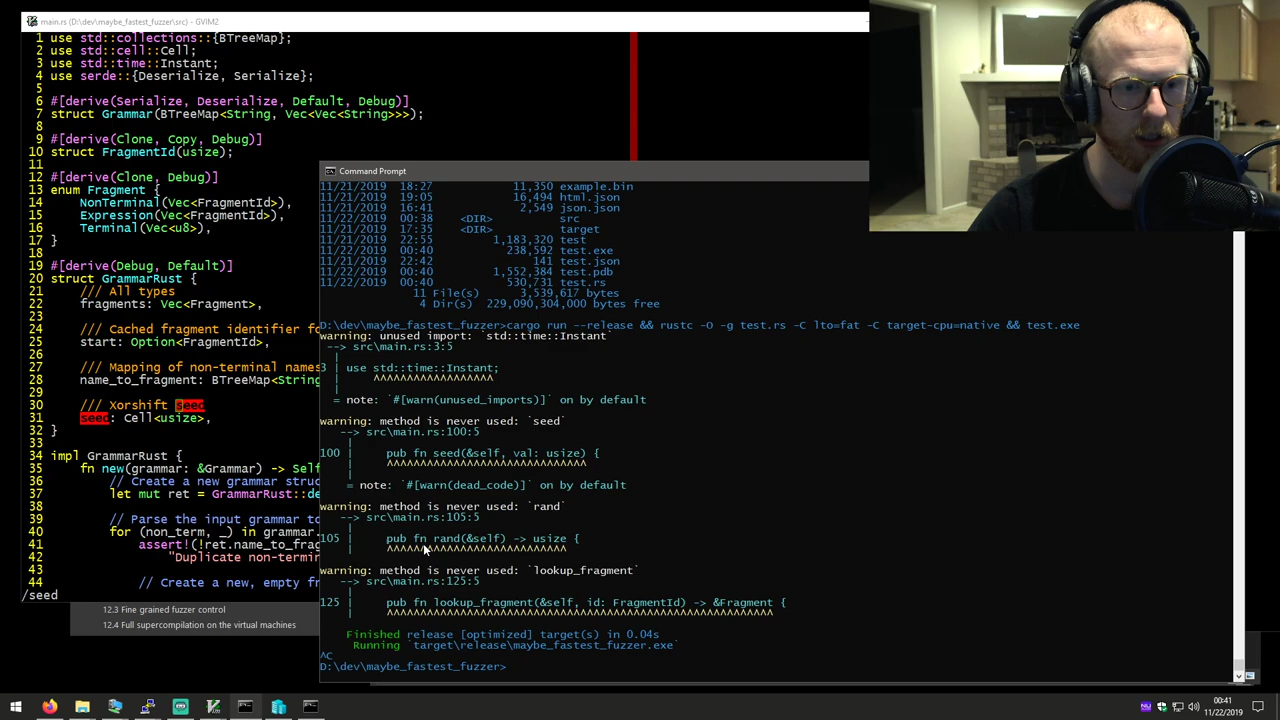 main.rs (D:\dev\maybe_fastest_fuzzer\src) - GVIM2
1 use std::collections::{BTreeMap};
2 use std::cell::Cell;
3 use std::time::Instant;
4 use serde::{Deserialize, Serialize};
5
6 #[derive(Serialize, Deserialize, Default, Debug)]
7 struct Grammar(BTreeMap<String, Vec<Vec<String>>>);
8
9 #[derive(Clone, Copy, Debug)]
10 struct FragmentId(usize);
11
12 #[derive(Clone, Debug)]
13 enum Fragment {
14 NonTerminal(Vec<FragmentId>),
15 Expression(Vec<FragmentId>),
16 Terminal(Vec<u8>),
17 }
18
19 #[derive(Debug, Default)]
20 struct GrammarRust {
21 /// All types
22 fragments: Vec<Fragment>,
23
24 /// Cached fragment identifier fo
25 start: Option<FragmentId>,
26
27 /// Mapping of non-terminal names
28 name_to_fragment: BTreeMap<String
29
30 /// Xorshift seed
31 seed: Cell<usize>,
32 }
33
34 impl GrammarRust {
35 fn new(grammar: &Grammar) -> Self
36 // Create a new grammar struc
37 let mut ret = GrammarRust::de
38
39 // Parse the input grammar to
40 for (non_term, _) in grammar.
41 assert!(!ret.name_to_frag
42 "Duplicate non-termin
43
44 // Create a new, empty fr
/seed
12.3 Fine grained fuzzer control
12.4 Full supercompilation on the virtual machines
Command Prompt
11/21/2019 18:27 11,350 example.bin
11/21/2019 19:05 16,494 html.json
11/21/2019 16:41 2,549 json.json
11/22/2019 00:38 <DIR> src
11/21/2019 17:35 <DIR> target
11/21/2019 22:55 1,183,320 test
11/22/2019 00:40 238,592 test.exe
11/21/2019 22:42 141 test.json
11/22/2019 00:40 1,552,384 test.pdb
11/22/2019 00:40 530,731 test.rs
11 File(s) 3,539,617 bytes
4 Dir(s) 229,090,304,000 bytes free
D:\dev\maybe_fastest_fuzzer>cargo run --release && rustc -O -g test.rs -C lto=fat -C target-cpu=native && test.exe
warning: unused import: `std::time::Instant`
--> src\main.rs:3:5
|
3 | use std::time::Instant;
| ^^^^^^^^^^^^^^^^^^
|
= note: `#[warn(unused_imports)]` on by default
warning: method is never used: `seed`
--> src\main.rs:100:5
|
100 | pub fn seed(&self, val: usize) {
| ^^^^^^^^^^^^^^^^^^^^^^^^^^^^^^
|
= note: `#[warn(dead_code)]` on by default
warning: method is never used: `rand`
--> src\main.rs:105:5
|
105 | pub fn rand(&self) -> usize {
| ^^^^^^^^^^^^^^^^^^^^^^^^^^^
warning: method is never used: `lookup_fragment`
--> src\main.rs:125:5
|
125 | pub fn lookup_fragment(&self, id: FragmentId) -> &Fragment {
| ^^^^^^^^^^^^^^^^^^^^^^^^^^^^^^^^^^^^^^^^^^^^^^^^^^^^^^^^^^
Finished release [optimized] target(s) in 0.04s
Running `target\release\maybe_fastest_fuzzer.exe`
^C
D:\dev\maybe_fastest_fuzzer>
00:41
11/22/2019